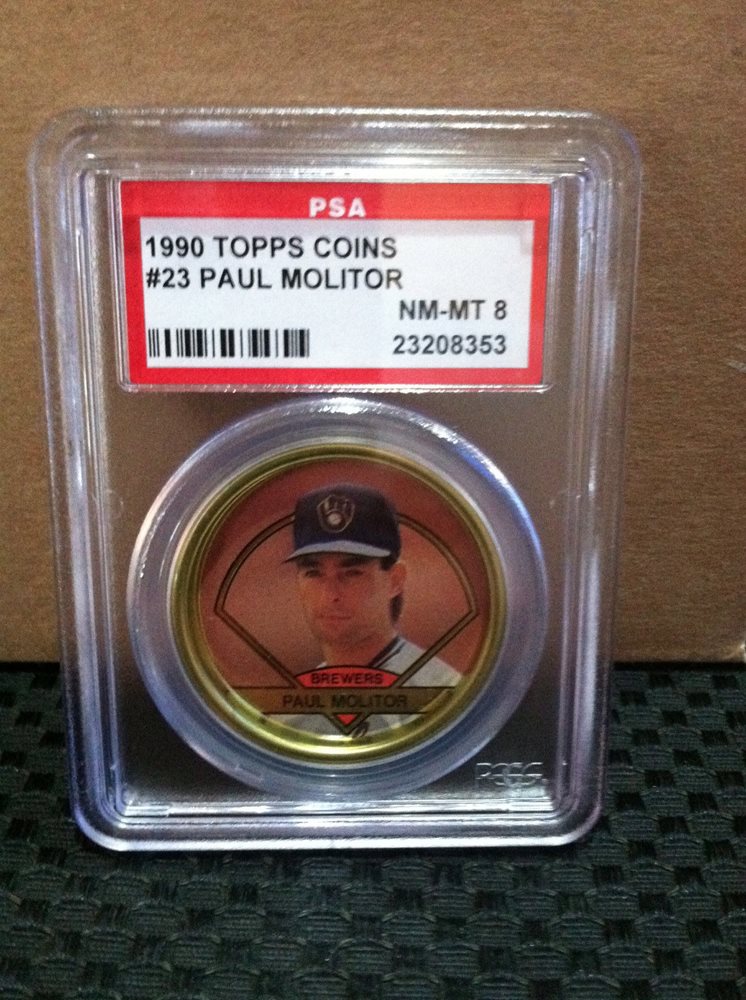 PSA
1990 TOPPS COINS
#23 PAUL MOLITOR
NM-MT 8
23208353
BREWERS
PAUL MOLITOR